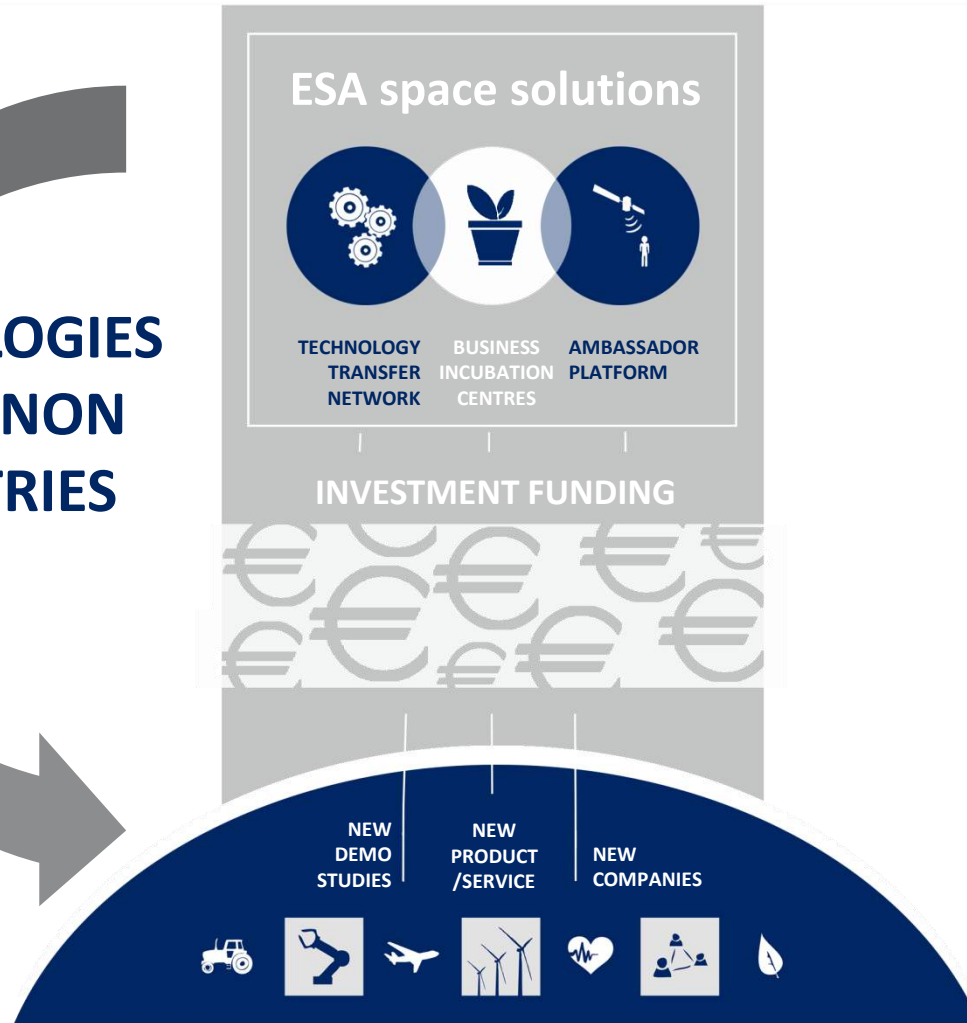 ESA space solutions
TECHNOLOGY
TRANSFER
NETWORK
BUSINESS
INCUBATION
CENTRES
AMBASSADOR
PLATFORM
LOGIES
NON
TRIES
INVESTMENT FUNDING
NEW
DEMO
STUDIES
NEW
PRODUCT
/SERVICE
NEW
COMPANIES